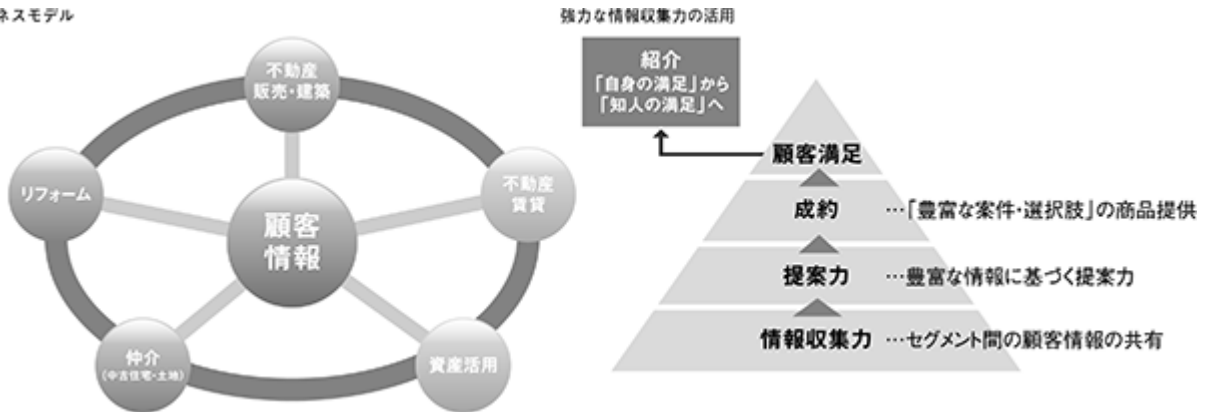 ネスモデル
不動産
販売・建築
リフォーム
不動産
賃貸
顧客
情報
仲介
(中古住宅・土地)
資産活用
強力な情報収集力の活用
紹介
「自身の満足」から
「知人の満足」へ
顧客満足
成約 …「豊富な案件・選択肢」の商品提供
提案力 …豊富な情報に基づく提案力
情報収集力 …セグメント間の顧客情報の共有